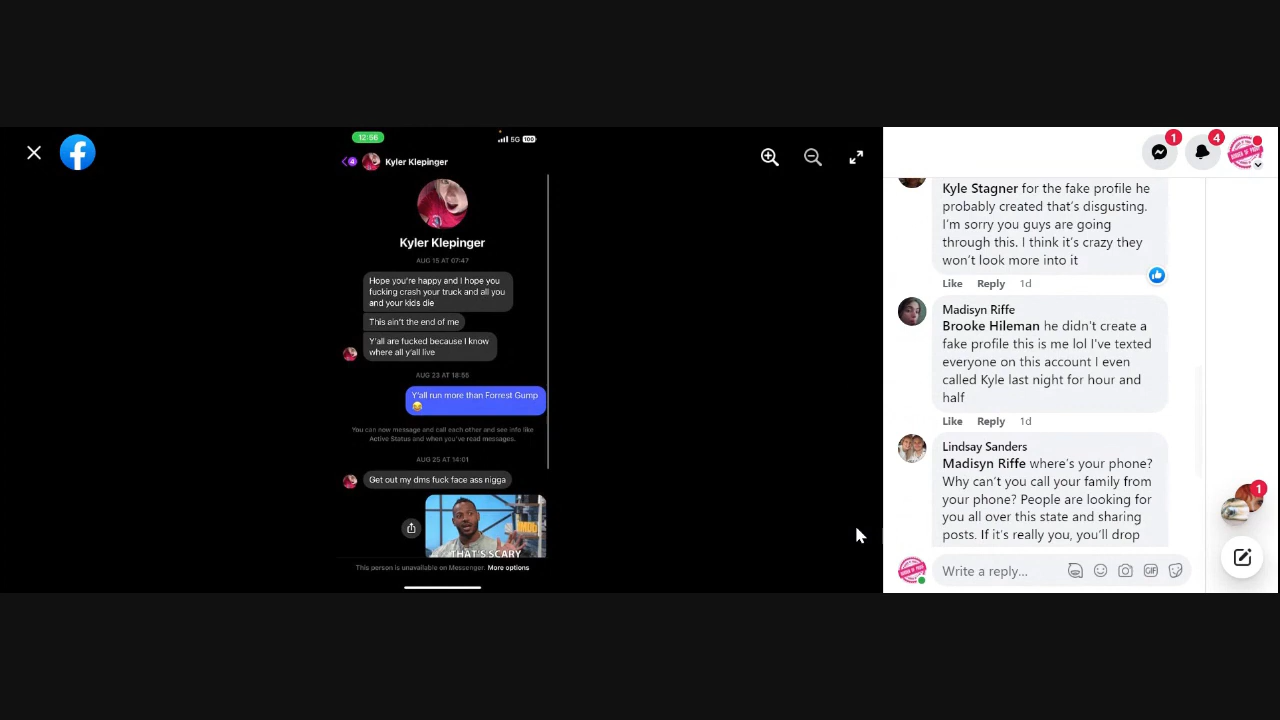 12:56
5G 100
4 Kyler Klepinger
Kyler Klepinger
AUG 15 AT 07:47
Hope you're happy and I hope you
fucking crash your truck and all you
and your kids die
This ain't the end of me
Y'all are fucked because I know
where all y'all live
AUG 23 AT 18:55
Y'all run more than Forrest Gump
😂
You can now message and call each other and see info like
Active Status and when you've read messages.
AUG 25 AT 14:01
Get out my dms fuck face ass nigga
IMDb
THAT'S SCARY
This person is unavailable on Messenger. More options
1
4
Kyle Stagner for the fake profile he
probably created that's disgusting.
I'm sorry you guys are going
through this. I think it's crazy they
won't look more into it
Like Reply 1d
Madisyn Riffe
Brooke Hileman he didn't create a
fake profile this is me lol I've texted
everyone on this account I even
called Kyle last night for hour and
half
Like Reply 1d
Lindsay Sanders
Madisyn Riffe where's your phone?
Why can't you call your family from
your phone? People are looking for
you all over this state and sharing
posts. If it's really you, you'll drop
1
Write a reply...
GIF